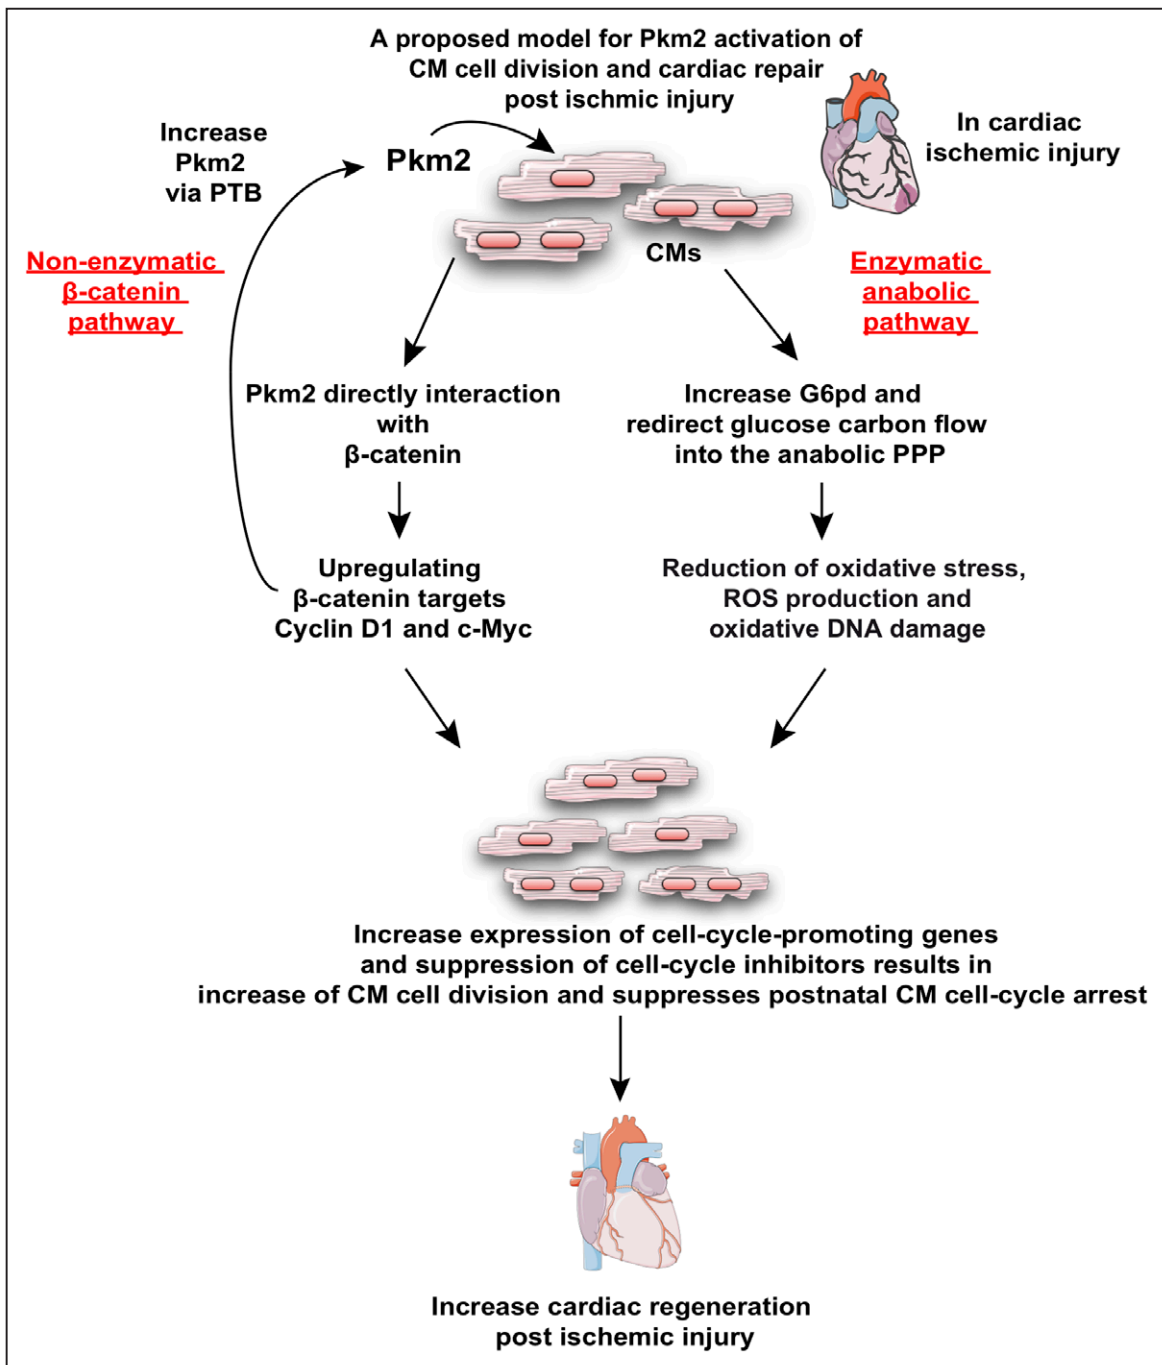 A proposed model for Pkm2 activation of
CM cell division and cardiac repair
post ischmic injury
In cardiac
ischemic injury
Increase
Pkm2
via PTB
Pkm2
CMs
Non-enzymatic
β-catenin
pathway
Enzymatic
anabolic
pathway
Pkm2 directly interaction
with
β-catenin
Increase G6pd and
redirect glucose carbon flow
into the anabolic PPP
Upregulating
β-catenin targets
Cyclin D1 and c-Myc
Reduction of oxidative stress,
ROS production and
oxidative DNA damage
Increase expression of cell-cycle-promoting genes
and suppression of cell-cycle inhibitors results in
increase of CM cell division and suppresses postnatal CM cell-cycle arrest
Increase cardiac regeneration
post ischemic injury